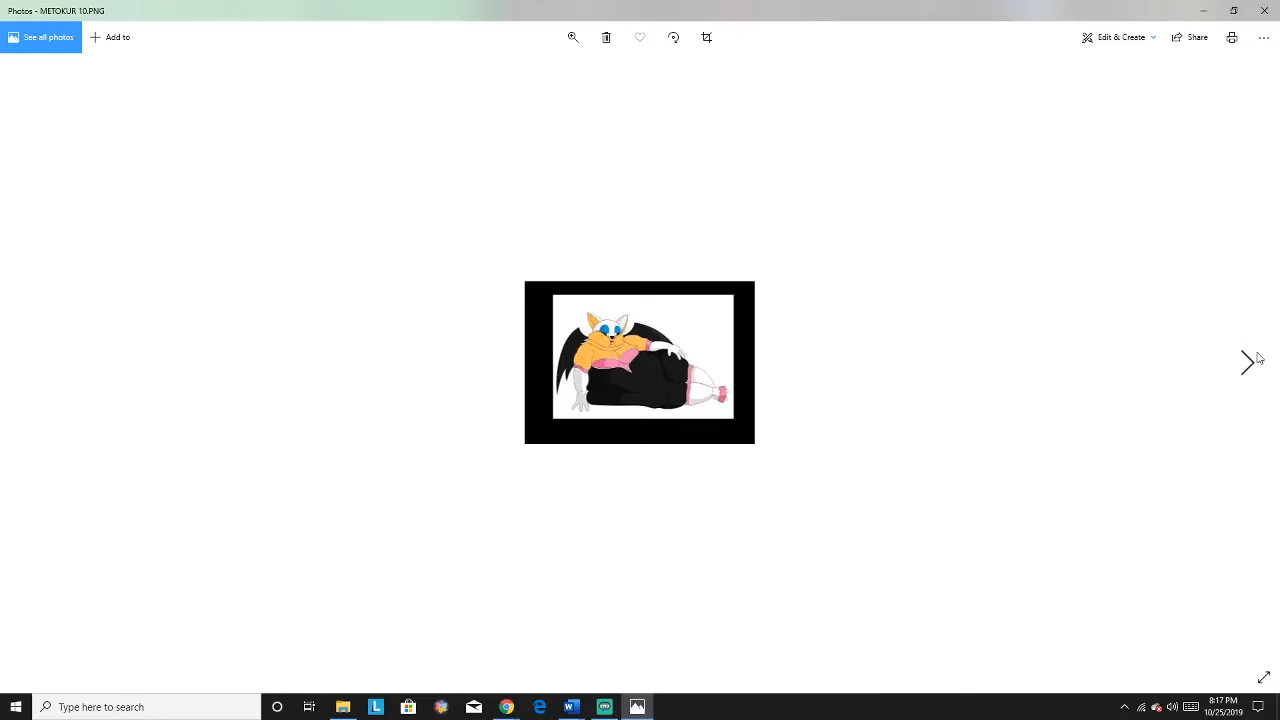 Photos - METOKUR 10.PNG
See all photos
Add to
Edit & Create
Share
Type here to search
L
W
8:17 PM
10/25/2019